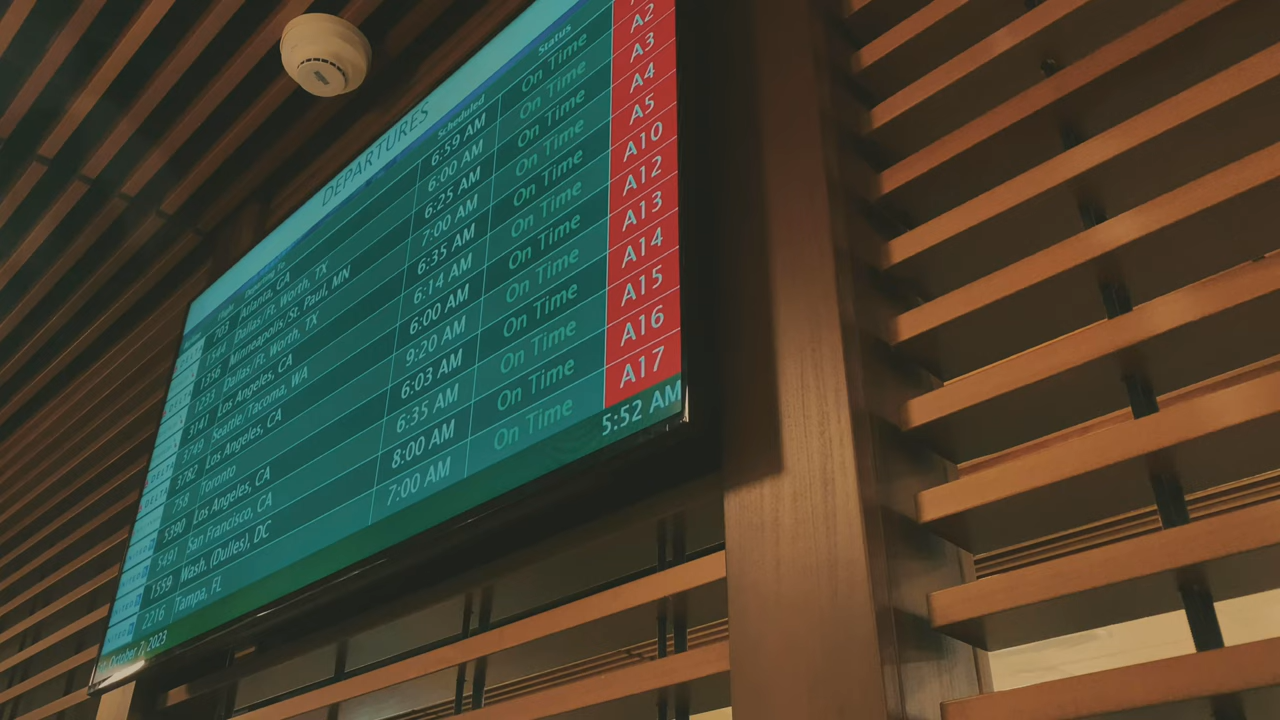 DEPARTURES
Flight Scheduled Status
703 Atlanta, GA 6:59 AM On Time
1544 Dallas/Ft. Worth, TX 6:00 AM On Time A2
1356 Minneapolis/St. Paul, MN 6:25 AM On Time A3
1233 Dallas/Ft. Worth, TX 7:00 AM On Time A4
3147 Los Angeles, CA 6:35 AM On Time A5
3749 Seattle/Tacoma, WA 6:14 AM On Time A10
3782 Los Angeles, CA 6:00 AM On Time A12
758 Toronto 9:20 AM On Time A13
5390 Los Angeles, CA 6:03 AM On Time A14
5491 San Francisco, CA 6:35 AM On Time A15
1559 Wash. (Dulles), DC 8:00 AM On Time A16
2216 Tampa, FL 7:00 AM On Time A17
October 7, 2023 5:52 AM